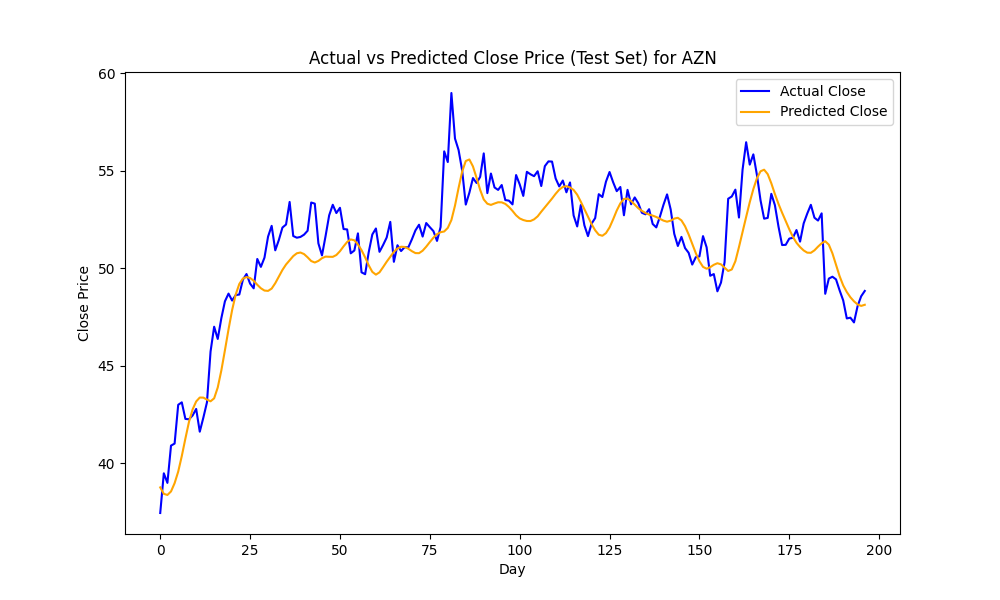 Actual vs Predicted Close Price (Test Set) for AZN
60
55
50
45
40
Close Price
Actual Close
Predicted Close
0 25 50 75 100 125 150 175 200
Day